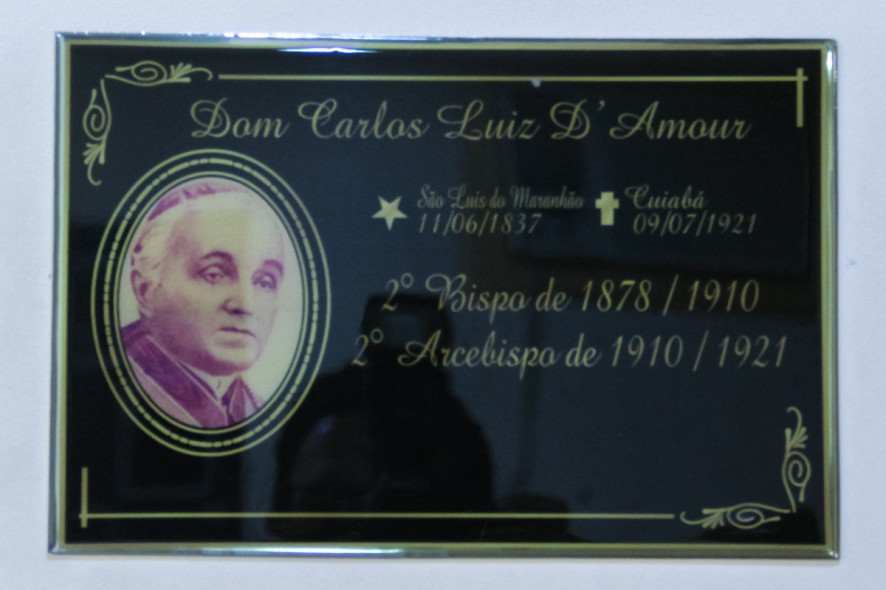 Dom Carlos Luiz D'Amour
São Luis do Maranhão
11/06/1837
Cuiabá
09/07/1921
2° Bispo de 1878 / 1910
2° Arcebispo de 1910 / 1921